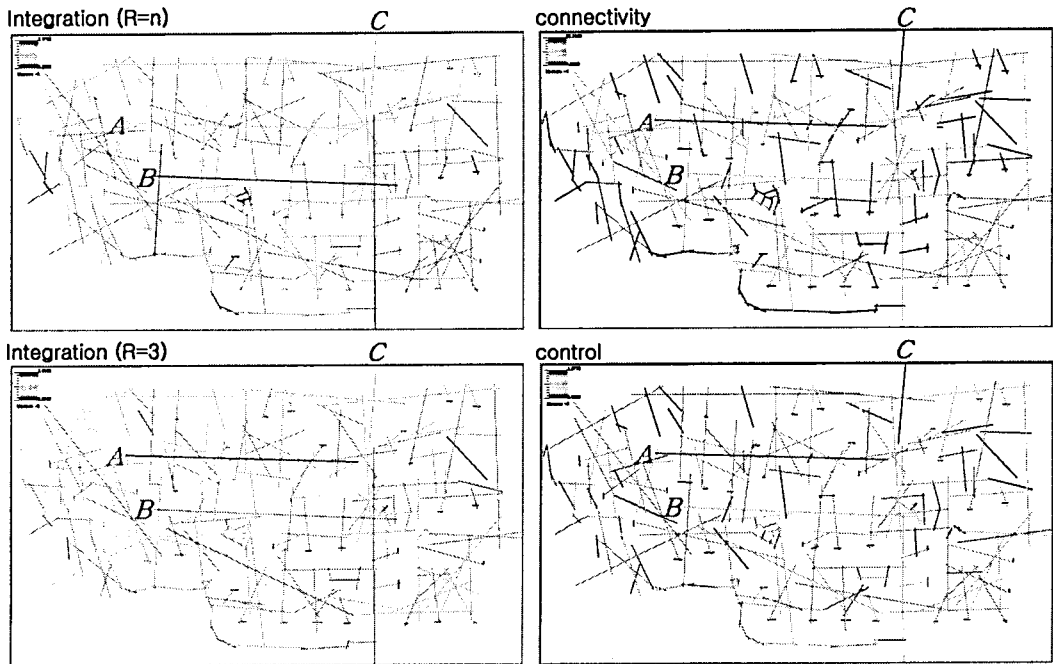 Integration (R=n)
C
A
B
connectivity
C
A
B
Integration (R=3)
C
A
B
control
C
A
B